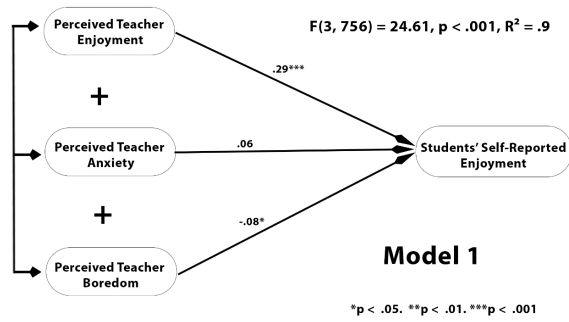 Perceived Teacher
Enjoyment
F(3, 756) = 24.61, p < .001, R² = .9
.29***
+
Perceived Teacher
Anxiety
.06
Students’ Self-Reported
Enjoyment
+
-.08*
Perceived Teacher
Boredom
Model 1
*p < .05. **p < .01. ***p < .001